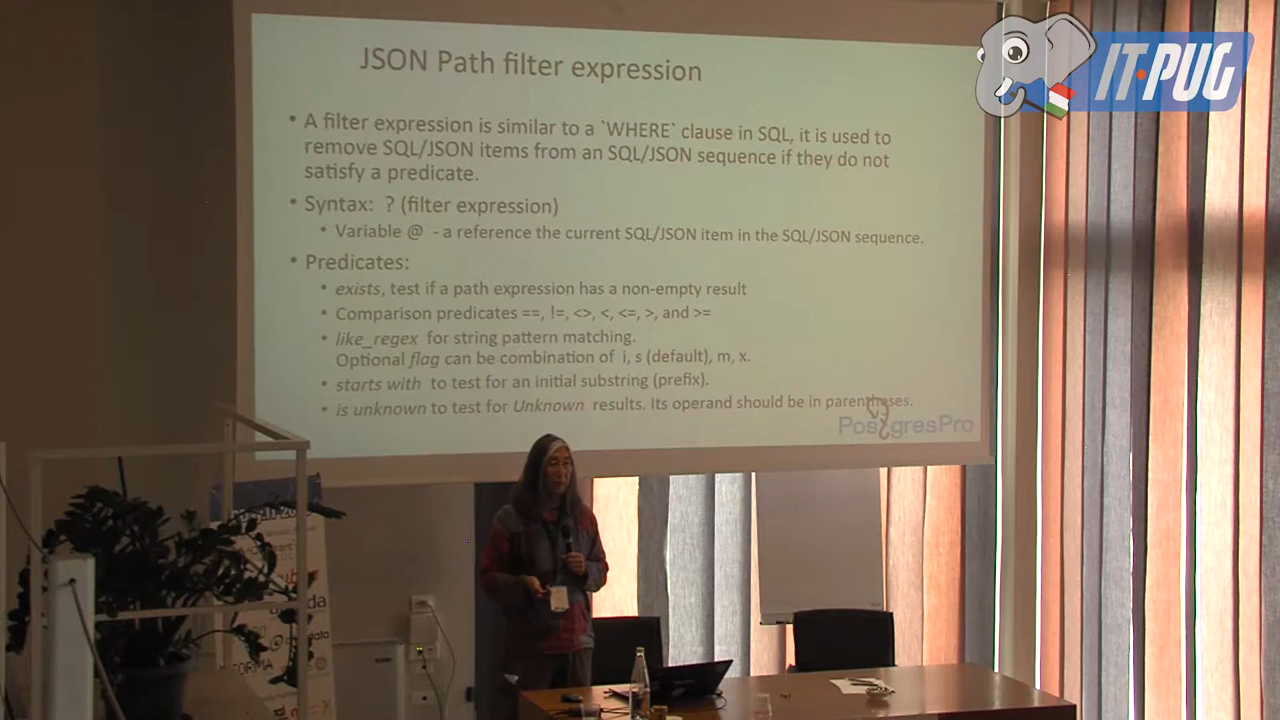 JSON Path filter expression
IT-PUG
• A filter expression is similar to a `WHERE` clause in SQL, it is used to
remove SQL/JSON items from an SQL/JSON sequence if they do not
satisfy a predicate.
• Syntax: ? (filter expression)
• Variable @ - a reference the current SQL/JSON item in the SQL/JSON sequence.
• Predicates:
• exists, test if a path expression has a non-empty result
• Comparison predicates ==, !=, <>, <, <=, >, and >=
• like_regex for string pattern matching.
Optional flag can be combination of i, s (default), m, x.
• starts with to test for an initial substring (prefix).
• is unknown to test for Unknown results. Its operand should be in parentheses.
PostgresPro